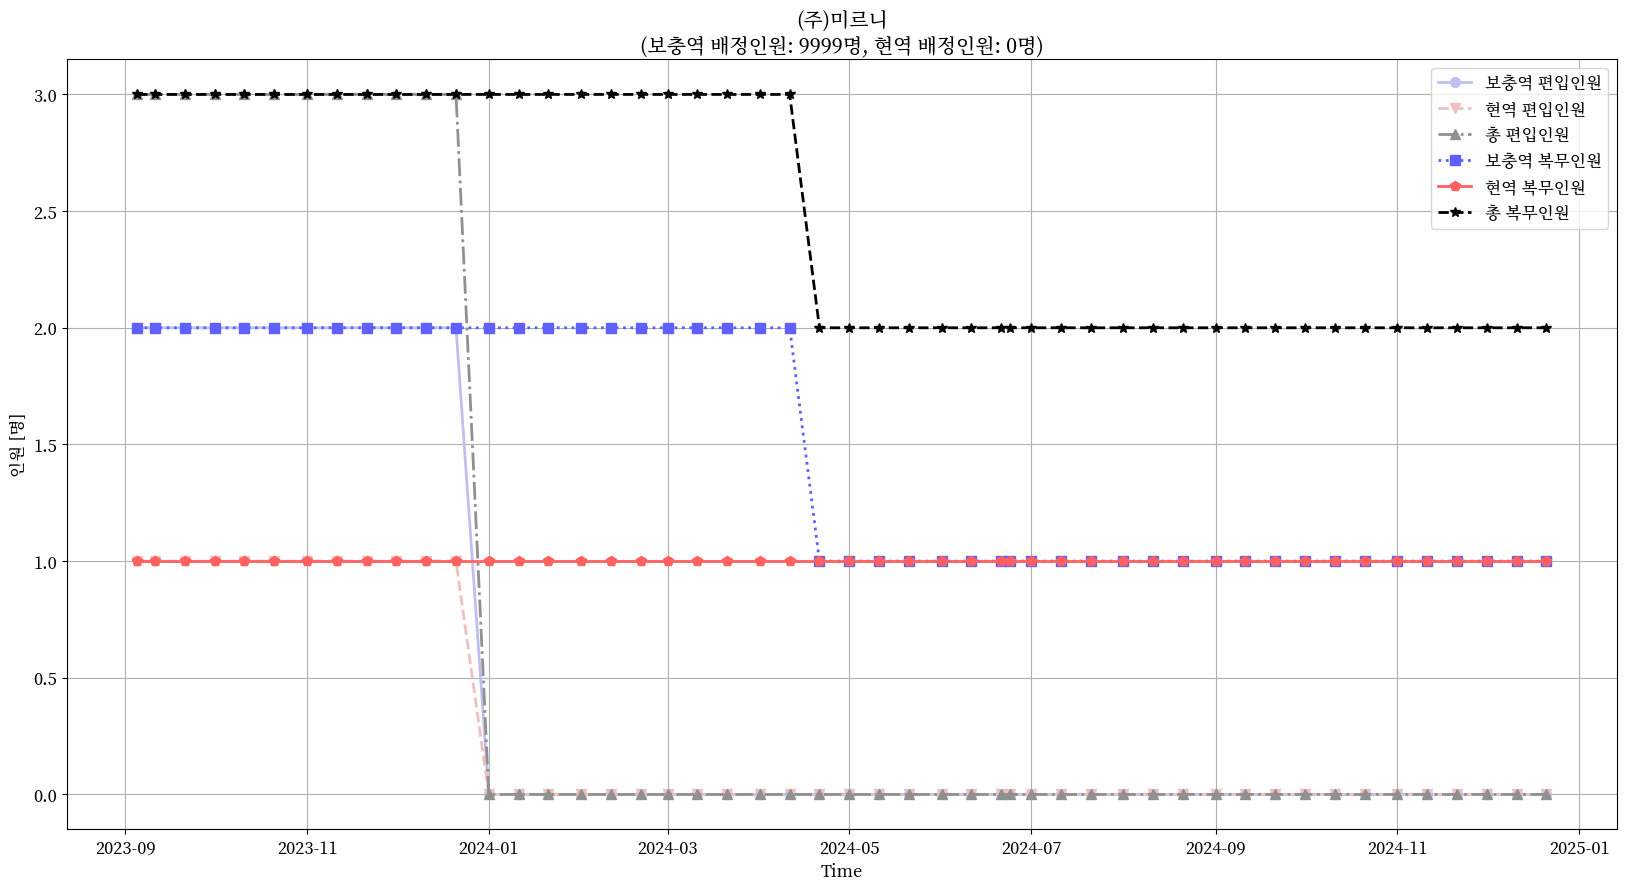 (주)미르니
(보충역 배정인원: 9999명, 현역 배정인원: 0명)
보충역 편입인원
현역 편입인원
총 편입인원
보충역 복무인원
현역 복무인원
총 복무인원
인원 [명]
3.0
2.5
2.0
1.5
1.0
0.5
0.0
2023-09
2023-11
2024-01
2024-03
2024-05
2024-07
2024-09
2024-11
2025-01
Time